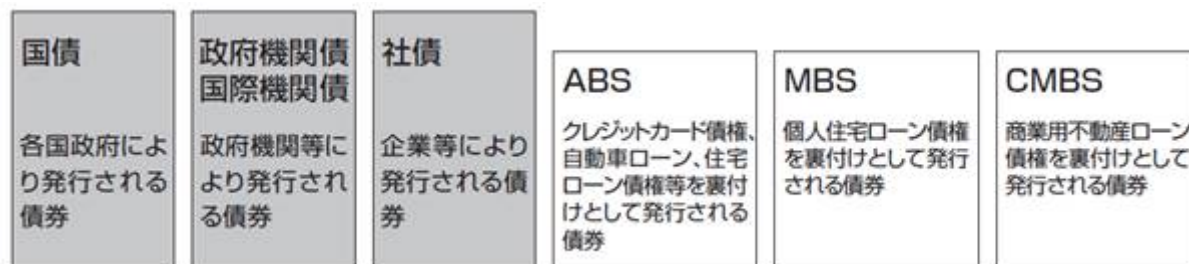 国債
各国政府によ
り発行される
債券
政府機関債
国際機関債
政府機関等に
より発行され
る債券
社債
企業等により
発行される債
券
ABS
クレジットカード債権、
自動車ローン、住宅
ローン債権等を裏付
けとして発行される
債券
MBS
個人住宅ローン債権
を裏付けとして発行
される債券
CMBS
商業用不動産ローン
債権を裏付けとして
発行される債券